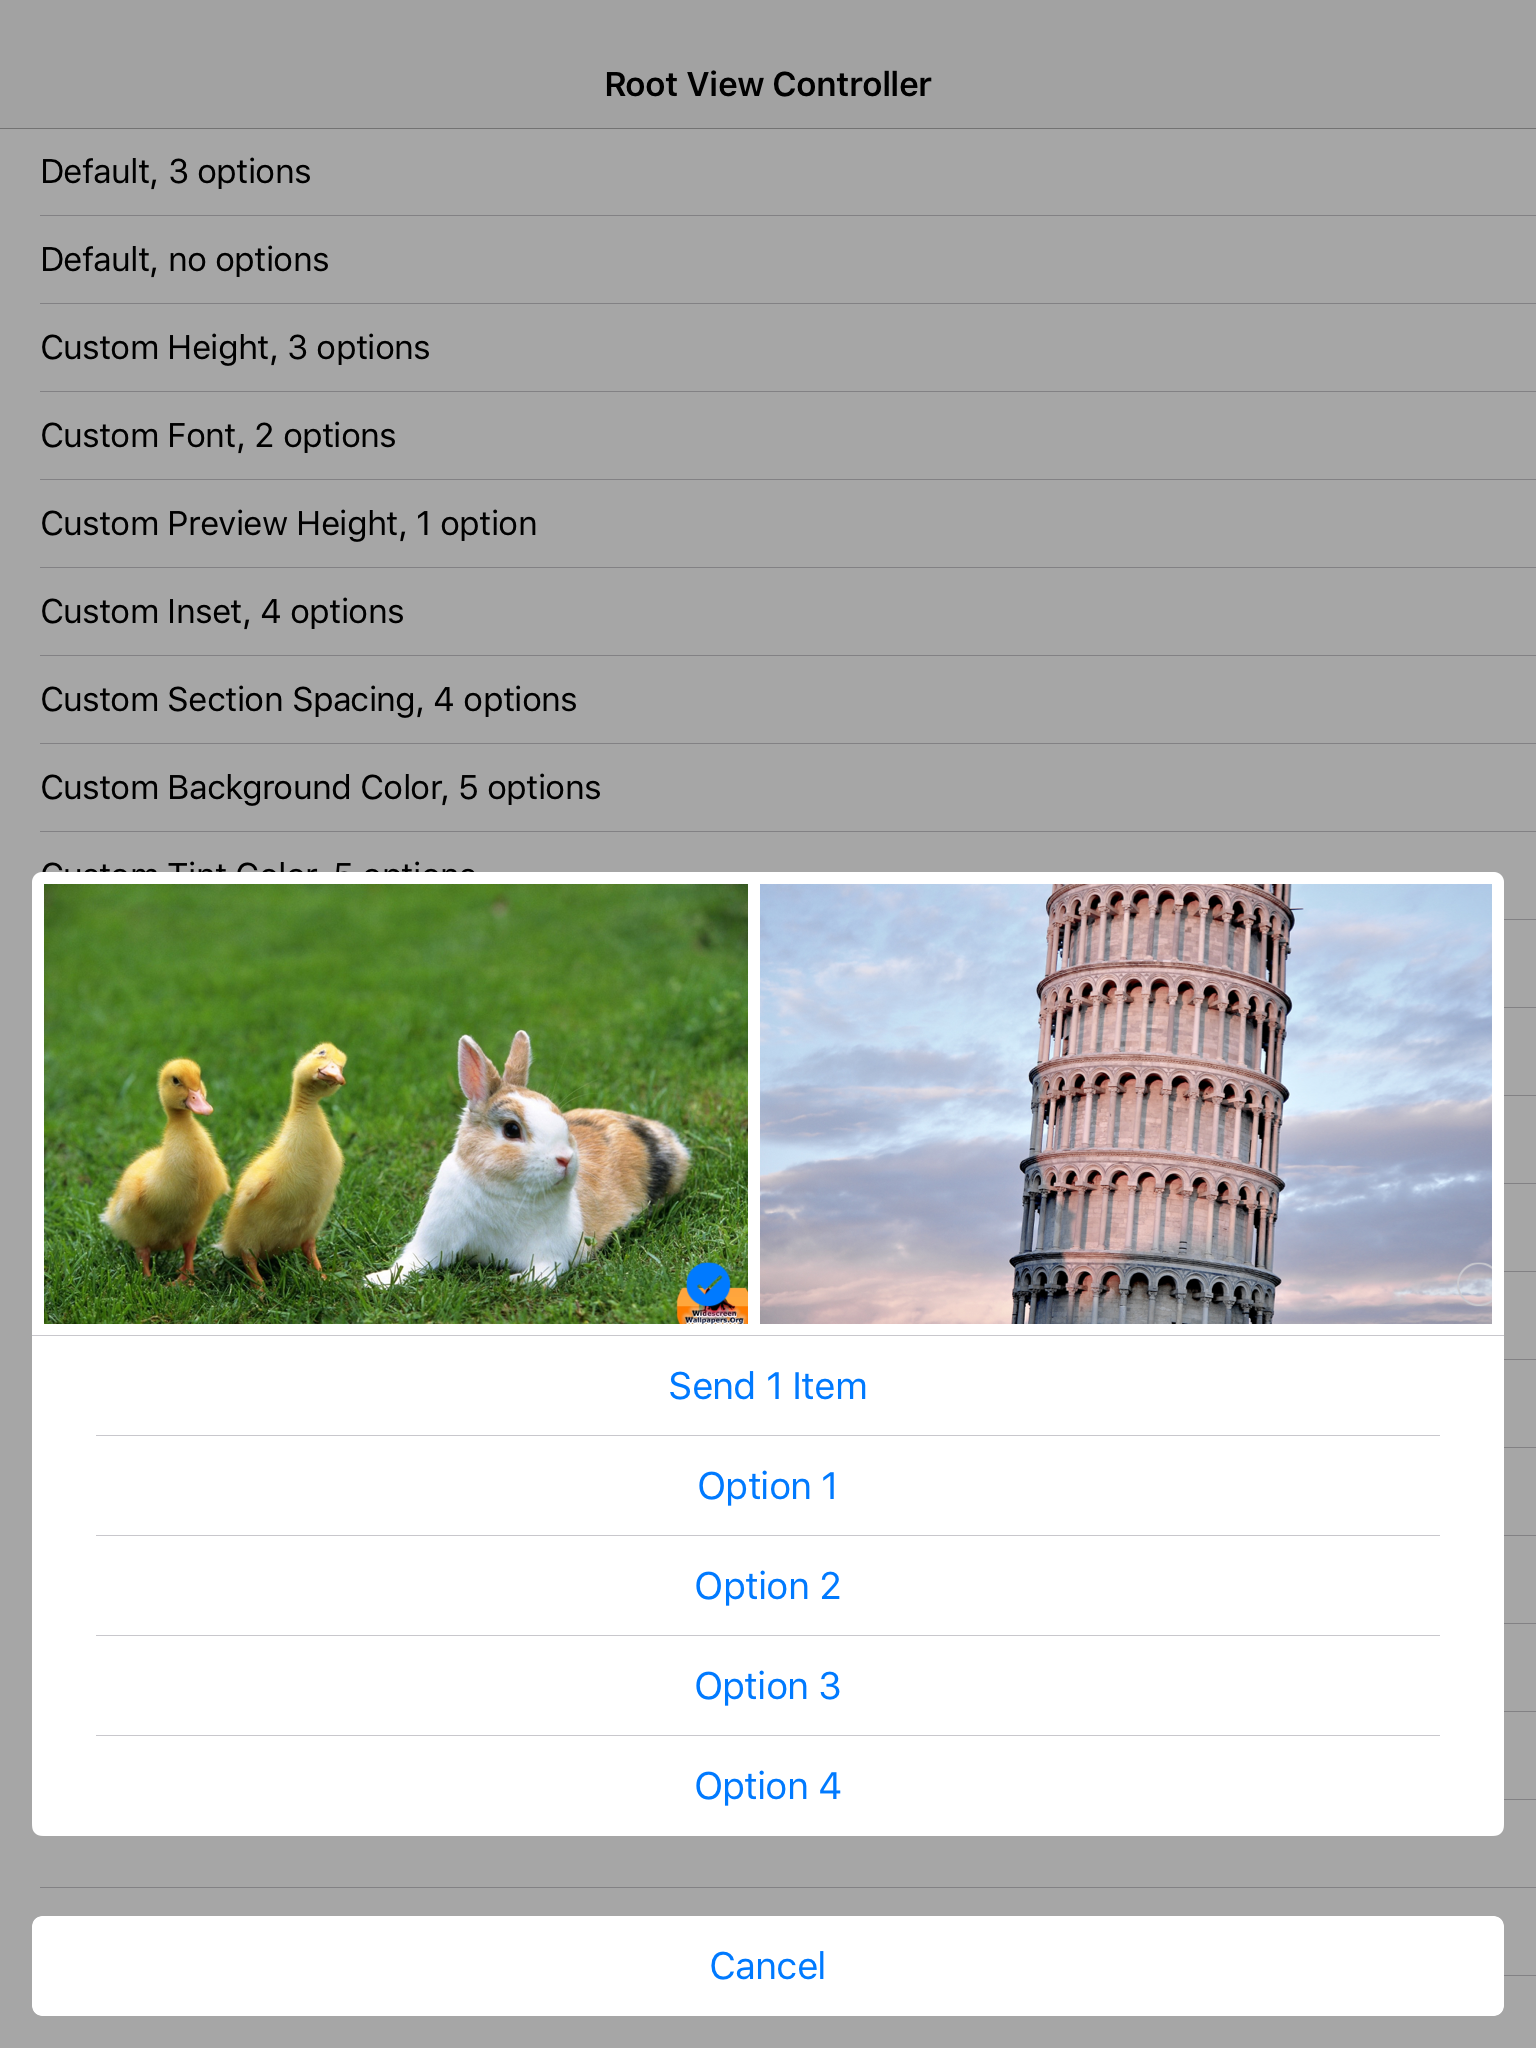 Root View Controller
Default, 3 options
Default, no options
Custom Height, 3 options
Custom Font, 2 options
Custom Preview Height, 1 option
Custom Inset, 4 options
Custom Section Spacing, 4 options
Custom Background Color, 5 options
Custom Tint Color, 5 options
Widescreen
Wallpapers.Org
Send 1 Item
Option 1
Option 2
Option 3
Option 4
Cancel